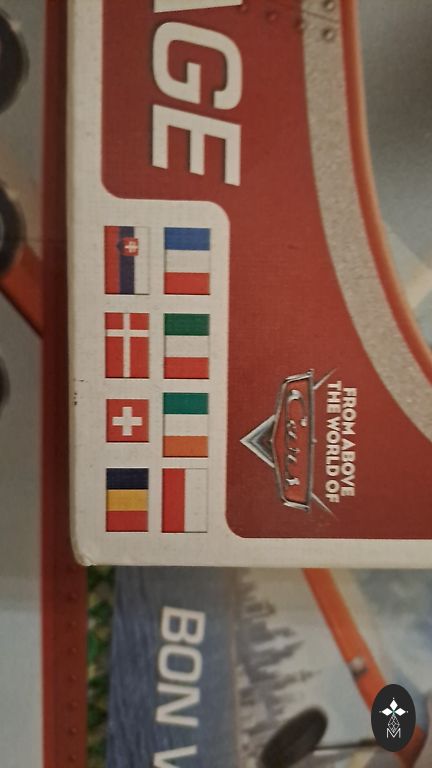 AGE
FROM ABOVE
THE WORLD OF
Cars
BON V
M